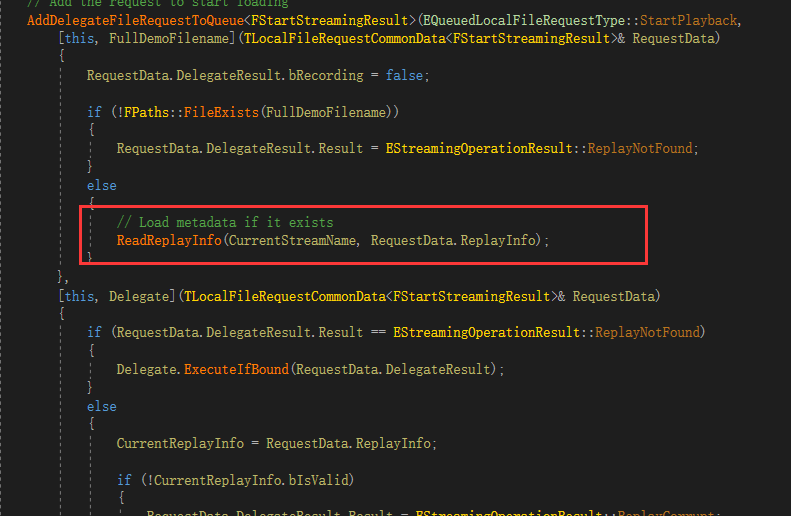 // Add the request to start loading
AddDelegateFileRequestToQueue<FStartStreamingResult>(EQueuedLocalFileRequestType::StartPlayback,
[this, FullDemoFilename](TLocalFileRequestCommonData<FStartStreamingResult>& RequestData)
{
RequestData.DelegateResult.bRecording = false;
if (!FPaths::FileExists(FullDemoFilename))
{
RequestData.DelegateResult.Result = EStreamingOperationResult::ReplayNotFound;
}
else
{
// Load metadata if it exists
ReadReplayInfo(CurrentStreamName, RequestData.ReplayInfo);
}
},
[this, Delegate](TLocalFileRequestCommonData<FStartStreamingResult>& RequestData)
{
if (RequestData.DelegateResult.Result == EStreamingOperationResult::ReplayNotFound)
{
Delegate.ExecuteIfBound(RequestData.DelegateResult);
}
else
{
CurrentReplayInfo = RequestData.ReplayInfo;
if (!CurrentReplayInfo.bIsValid)
{
RequestData.DelegateResult.Result = EStreamingOperationResult::ReplayCorrupt;